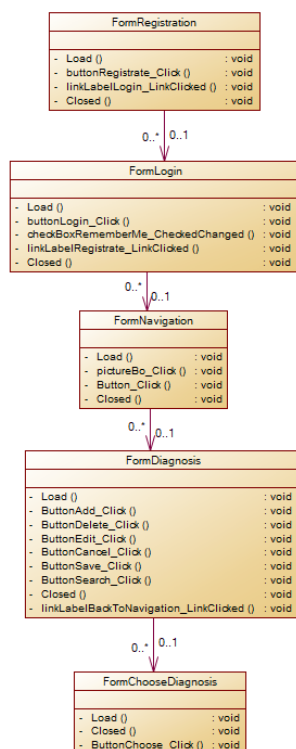 FormRegistration
- Load () : void
- buttonRegistrate_Click () : void
- linkLabelLogin_LinkClicked () : void
- Closed () : void
0..* 0..1
FormLogin
- Load () : void
- buttonLogin_Click () : void
- checkBoxRememberMe_CheckedChanged () : void
- linkLabelRegistrate_LinkClicked () : void
- Closed () : void
0..* 0..1
FormNavigation
- Load () : void
- pictureBo_Click () : void
- Button_Click () : void
- Closed () : void
0..* 0..1
FormDiagnosis
- Load () : void
- ButtonAdd_Click () : void
- ButtonDelete_Click () : void
- ButtonEdit_Click () : void
- ButtonCancel_Click () : void
- ButtonSave_Click () : void
- ButtonSearch_Click () : void
- Closed () : void
- linkLabelBackToNavigation_LinkClicked () : void
0..* 0..1
FormChooseDiagnosis
- Load () : void
- Closed () : void
- ButtonChoose_Click () : void